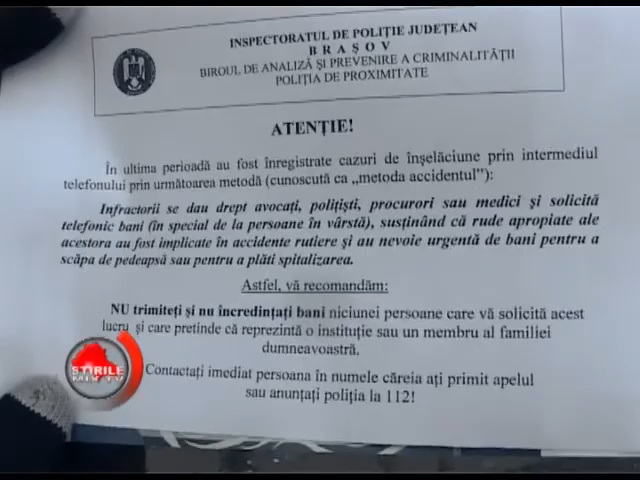 INSPECTORATUL DE POLIȚIE JUDEȚEAN
BRAȘOV
BIROUL DE ANALIZĂ ȘI PREVENIRE A CRIMINALITĂȚII
POLIȚIA DE PROXIMITATE
ATENȚIE!
În ultima perioadă au fost înregistrate cazuri de înșelăciune prin intermediul
telefonului prin următoarea metodă (cunoscută ca „metoda accidentul”):
Infractorii se dau drept avocați, polițiști, procurori sau medici și solicită
telefonic bani (în special de la persoane în vârstă), susținând că rude apropiate ale
acestora au fost implicate în accidente rutiere și au nevoie urgentă de bani pentru a
scăpa de pedeapsă sau pentru a plăti spitalizarea.
Astfel, vă recomandăm:
NU trimiteți și nu încredințați bani niciunei persoane care vă solicită acest
lucru și care pretinde că reprezintă o instituție sau un membru al familiei
dumneavoastră.
Contactați imediat persoana în numele căreia ați primit apelul
sau anunțați poliția la 112!
ȘTIRILE
MIX TV